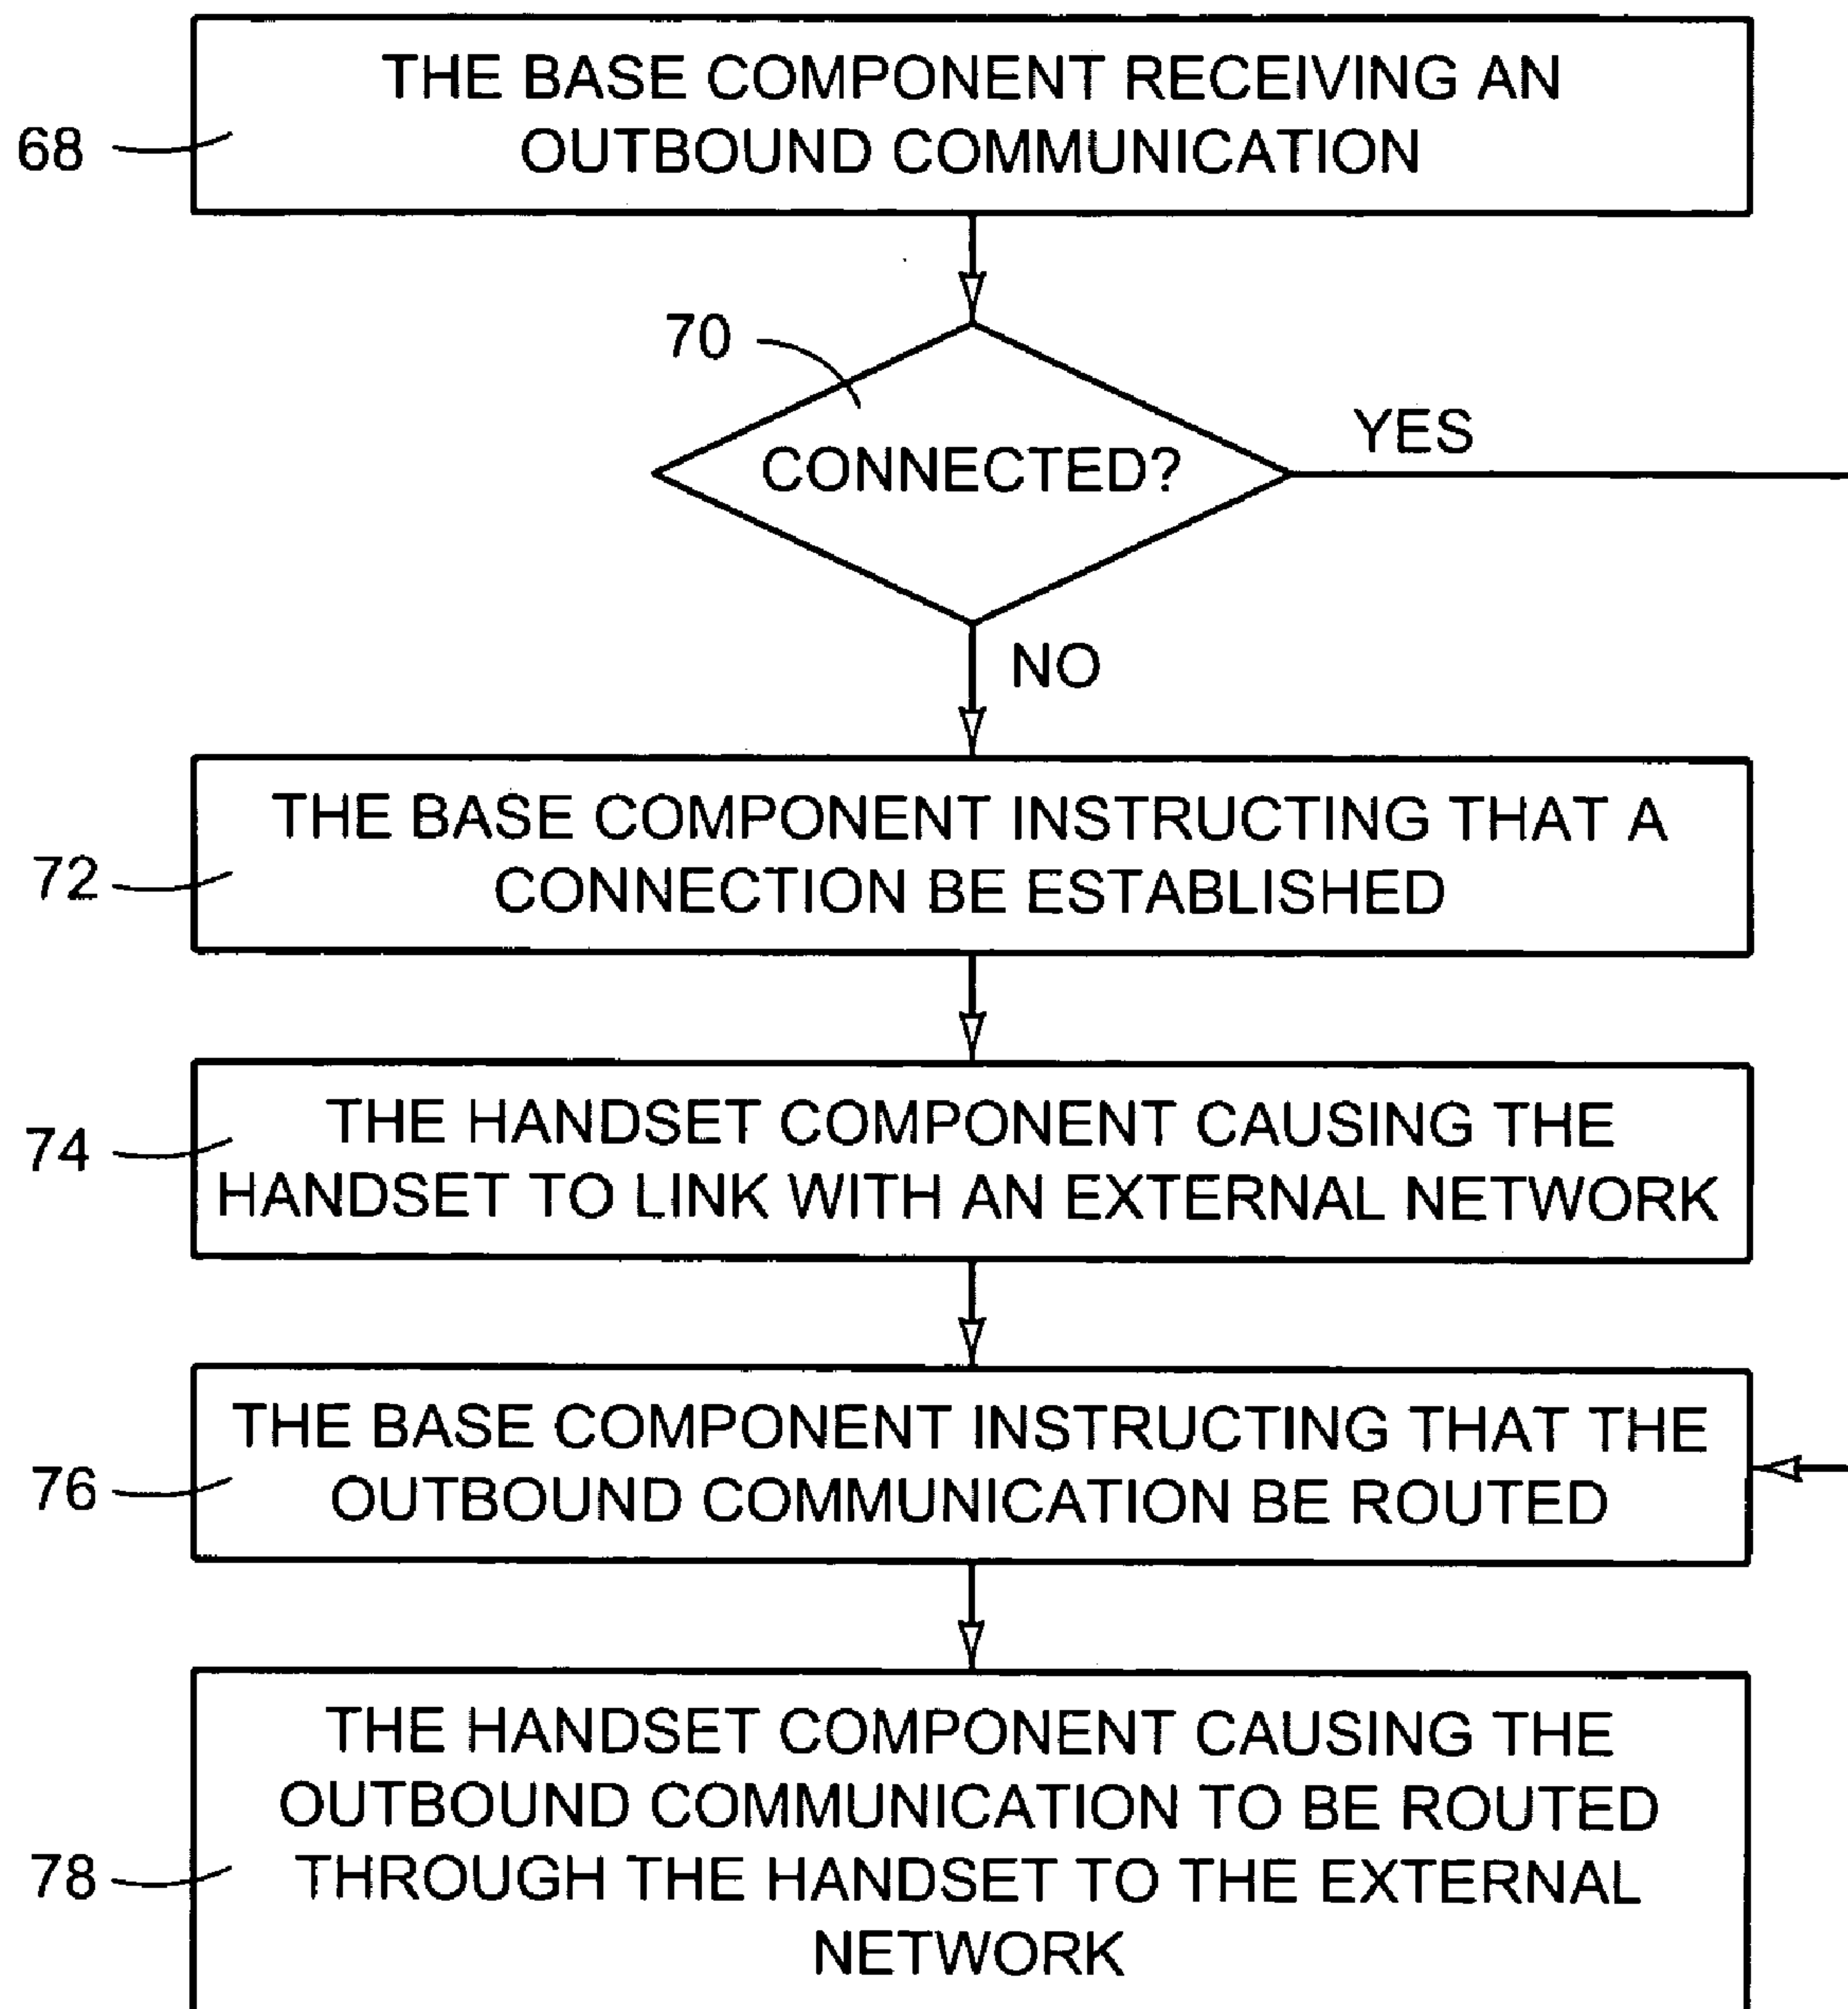 THE BASE COMPONENT RECEIVING AN
OUTBOUND COMMUNICATION
68
70
CONNECTED?
YES
NO
THE BASE COMPONENT INSTRUCTING THAT A
CONNECTION BE ESTABLISHED
72
THE HANDSET COMPONENT CAUSING THE
HANDSET TO LINK WITH AN EXTERNAL NETWORK
74
THE BASE COMPONENT INSTRUCTING THAT THE
OUTBOUND COMMUNICATION BE ROUTED
76
THE HANDSET COMPONENT CAUSING THE
OUTBOUND COMMUNICATION TO BE ROUTED
THROUGH THE HANDSET TO THE EXTERNAL
NETWORK
78